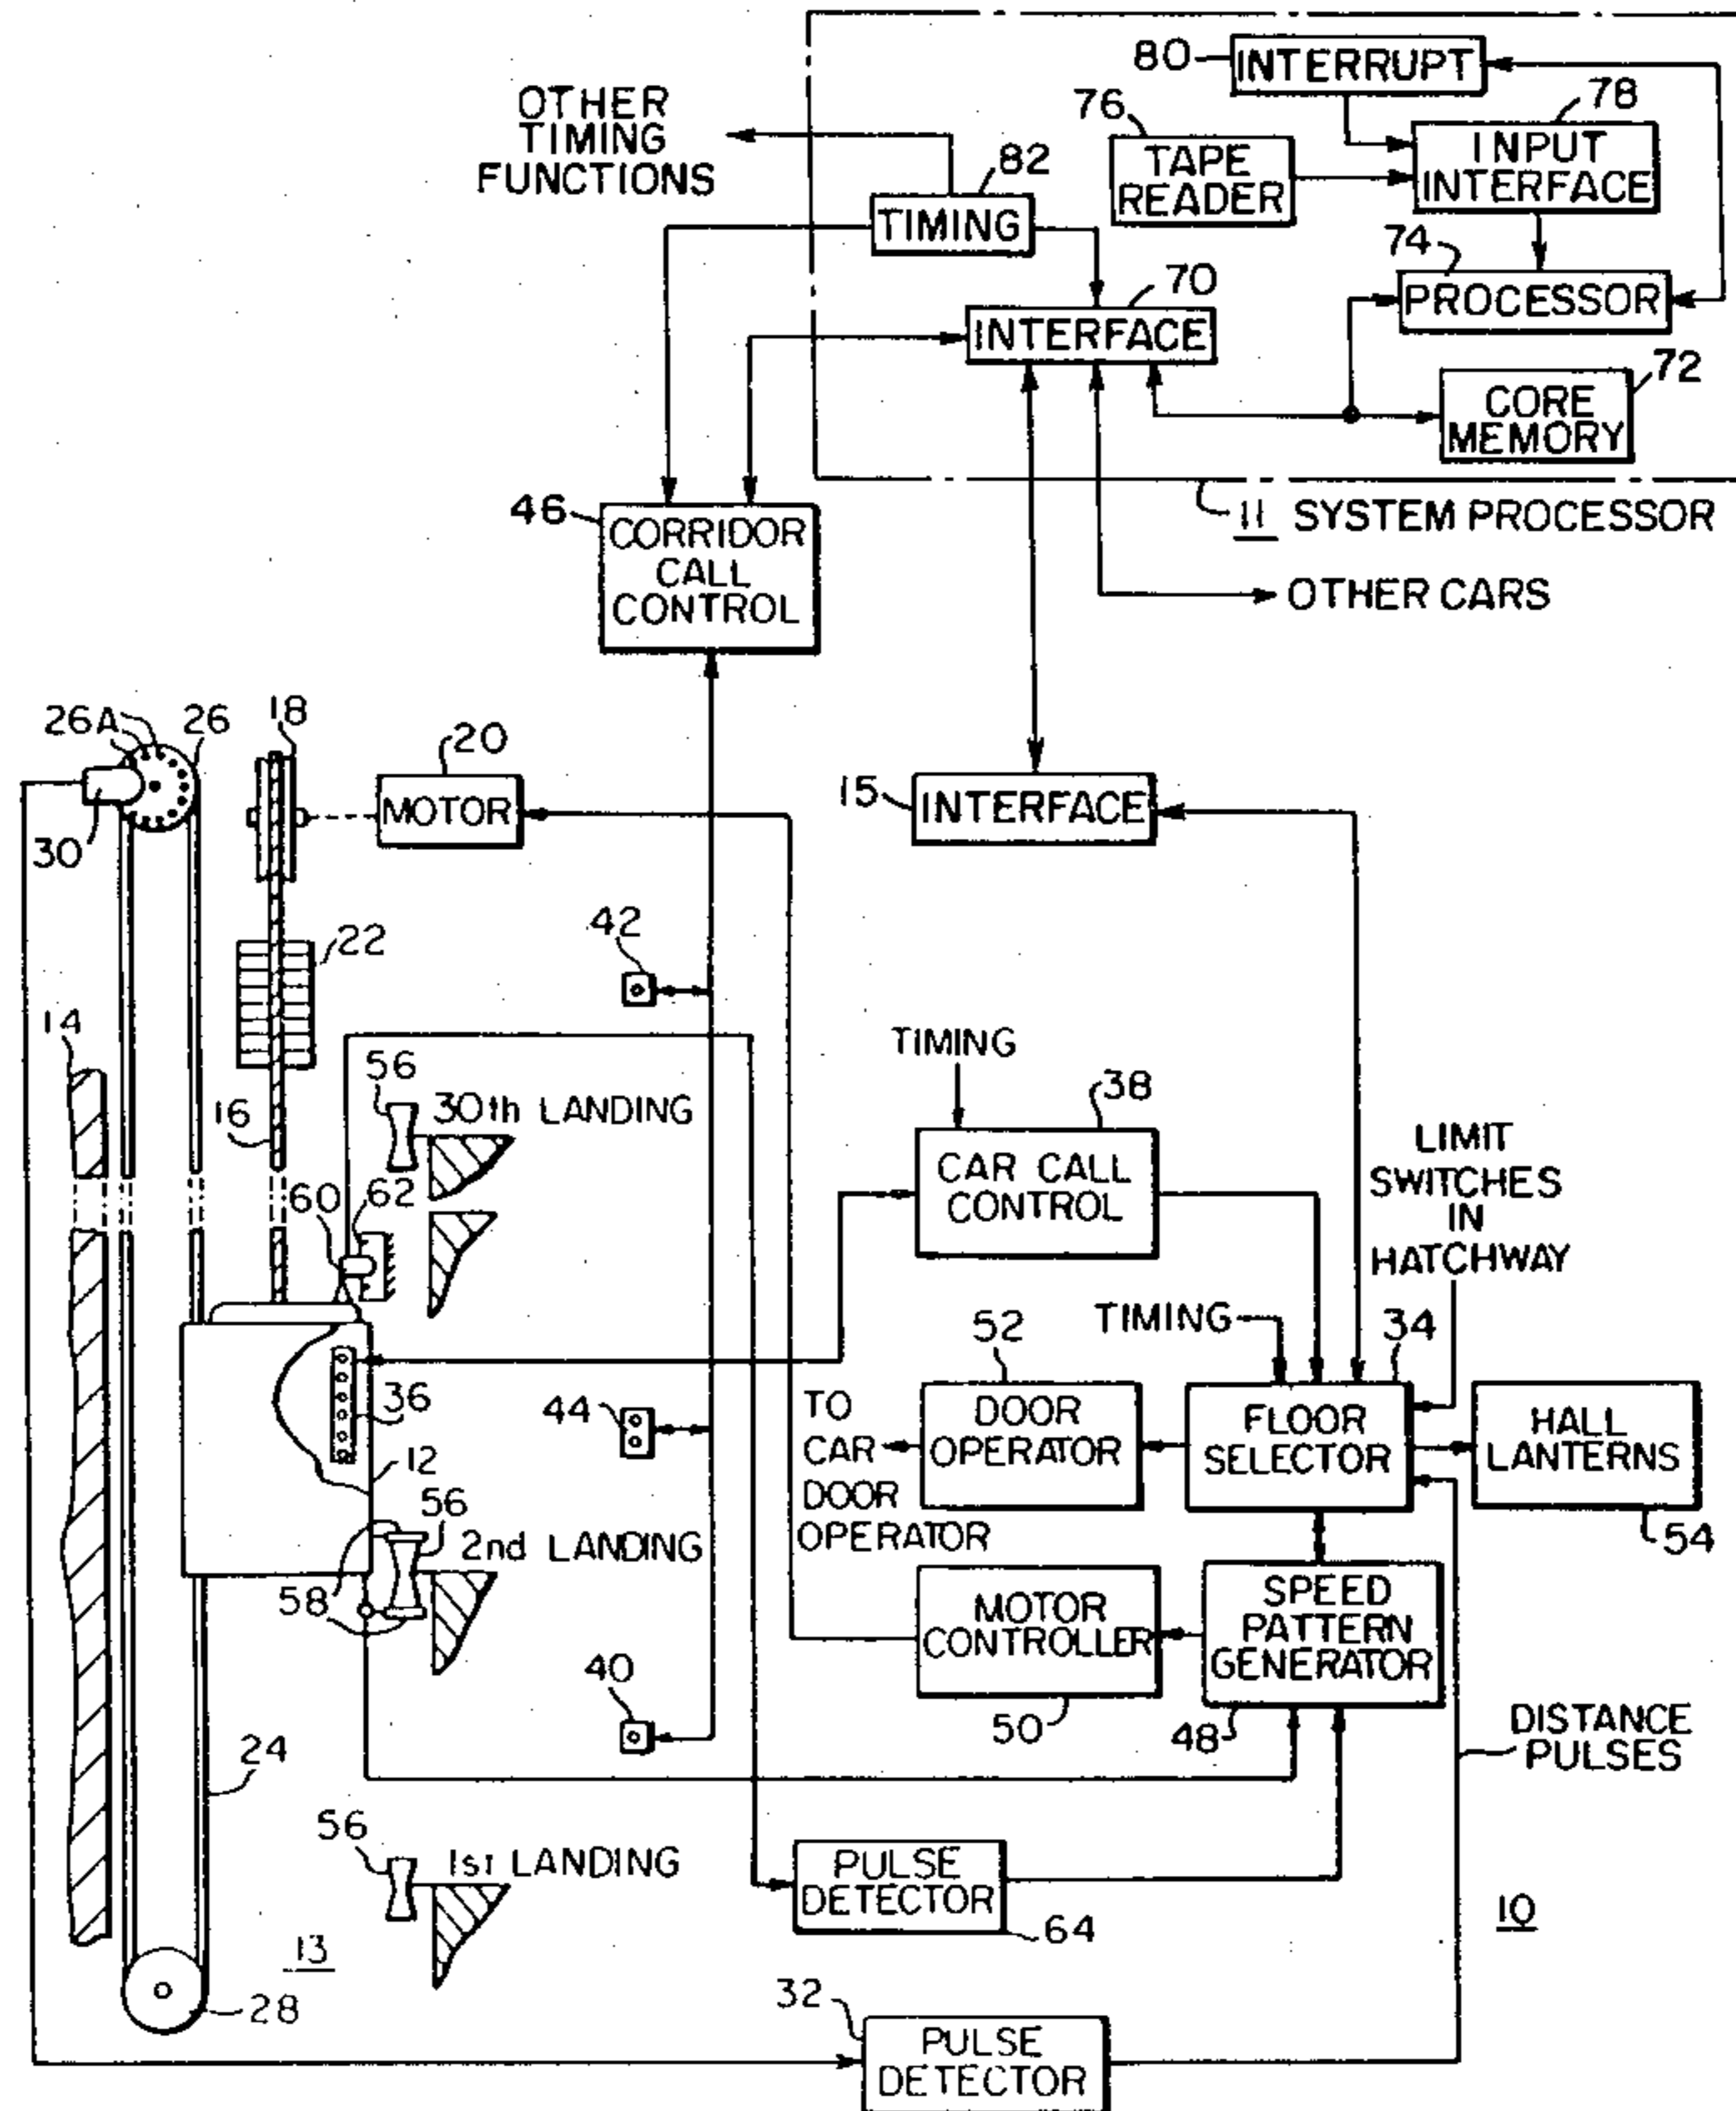 80
INTERRUPT
OTHER
TIMING
FUNCTIONS
76
78
TAPE
READER
INPUT
INTERFACE
82
TIMING
74
PROCESSOR
70
INTERFACE
72
CORE
MEMORY
46
CORRIDOR
CALL
CONTROL
11 SYSTEM PROCESSOR
OTHER CARS
26A
26
18
20
MOTOR
30
15
INTERFACE
42
22
14
TIMING
56
30th LANDING
38
16
CAR CALL
CONTROL
LIMIT
SWITCHES
IN
HATCHWAY
60
62
TIMING
34
52
36
44
TO
CAR
DOOR
OPERATOR
DOOR
OPERATOR
FLOOR
SELECTOR
HALL
LANTERNS
54
12
56
2nd LANDING
58
MOTOR
CONTROLLER
SPEED
PATTERN
GENERATOR
40
50
48
DISTANCE
PULSES
24
56
1st LANDING
PULSE
DETECTOR
64
10
13
28
32
PULSE
DETECTOR